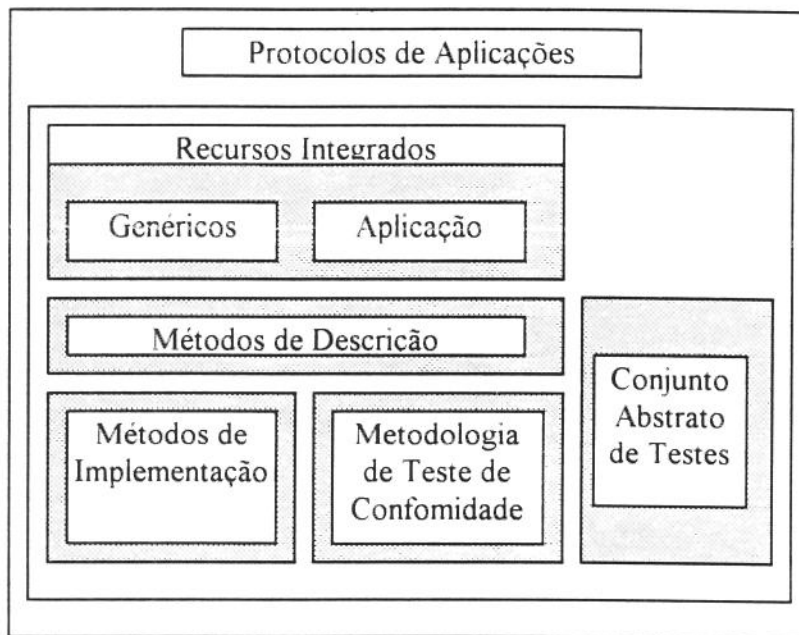 Protocolos de Aplicações
Recursos Integrados
Genéricos
Aplicação
Métodos de Descrição
Métodos de
Implementação
Metodologia
de Teste de
Confomidade
Conjunto
Abstrato
de Testes